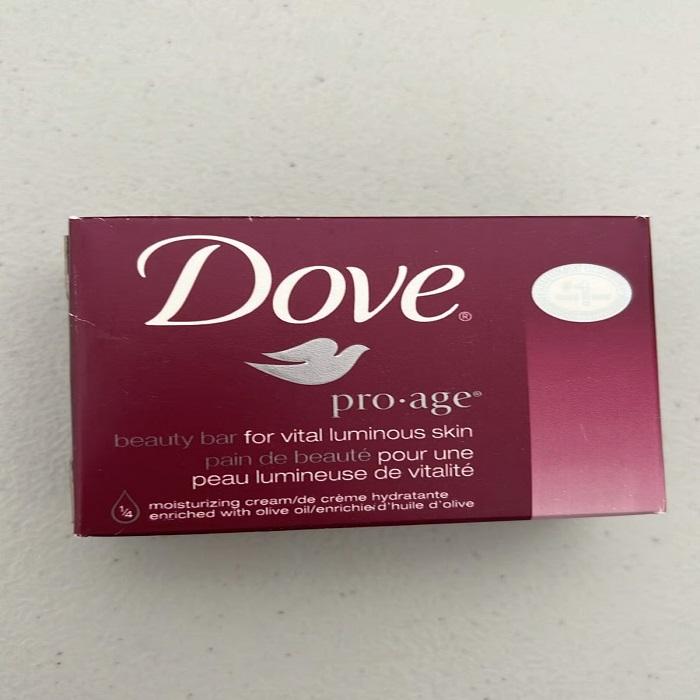 Dove®
pro·age®
beauty bar for vital luminous skin
pain de beauté pour une
peau lumineuse de vitalité
1/4
moisturizing cream/de crème hydratante
enriched with olive oil/enrichie d'huile d'olive
#1